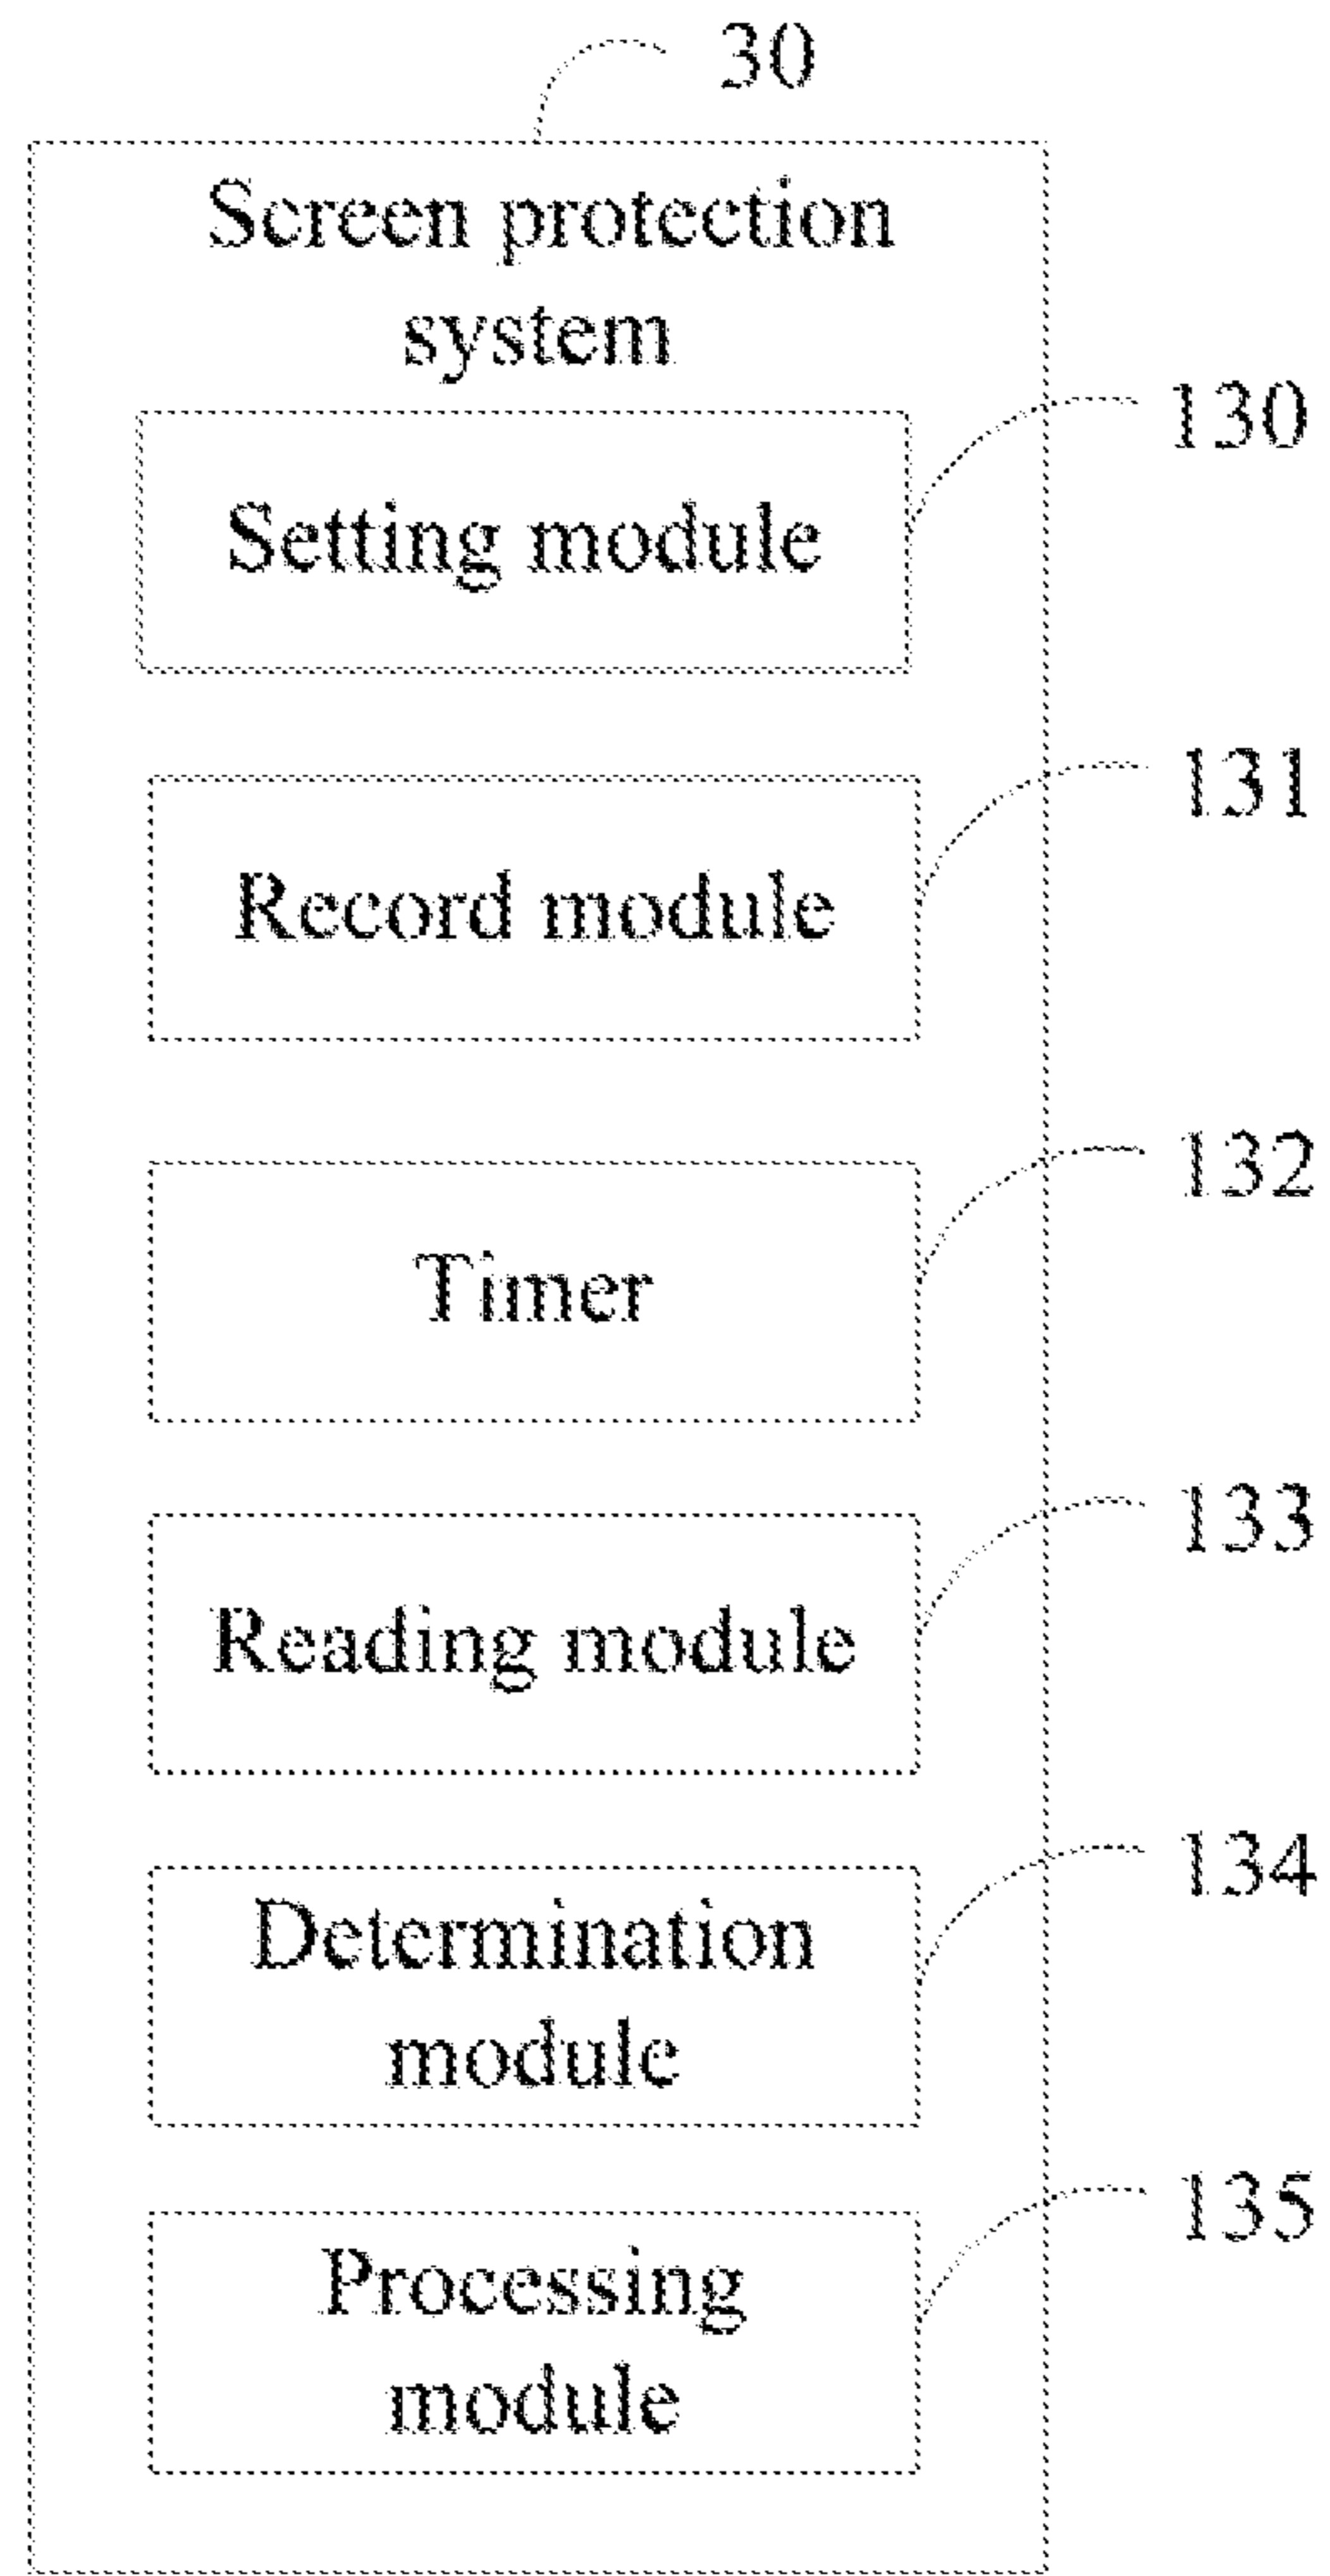 30
Screen protection
system
130
Setting module
131
Record module
132
Timer
133
Reading module
134
Determination
module
135
Processing
module